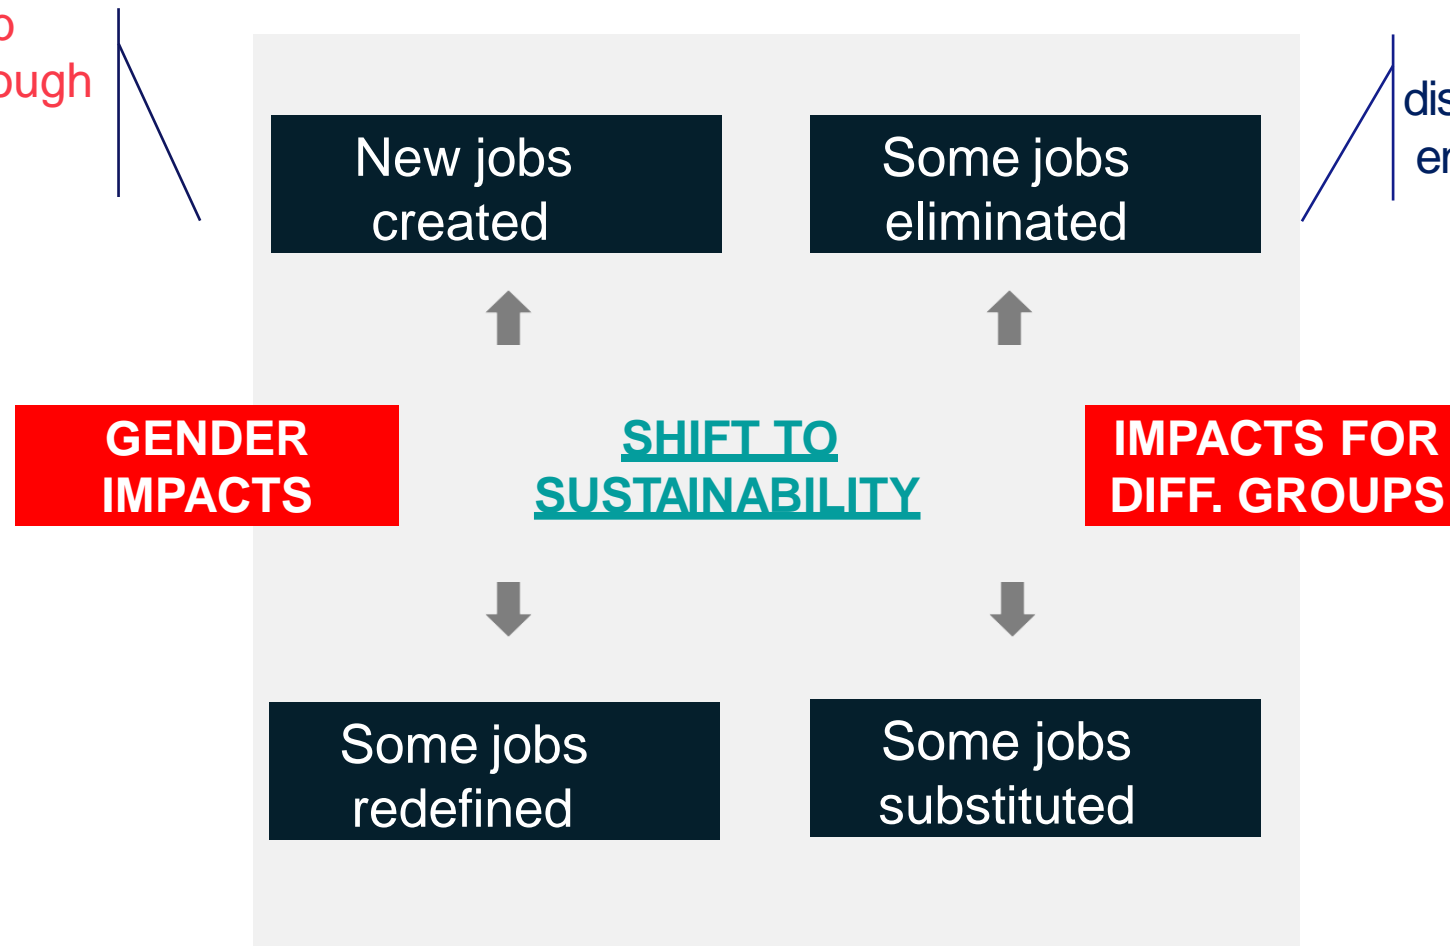 New jobs
created
Some jobs
eliminated
GENDER
IMPACTS
SHIFT TO
SUSTAINABILITY
IMPACTS FOR
DIFF. GROUPS
Some jobs
redefined
Some jobs
substituted